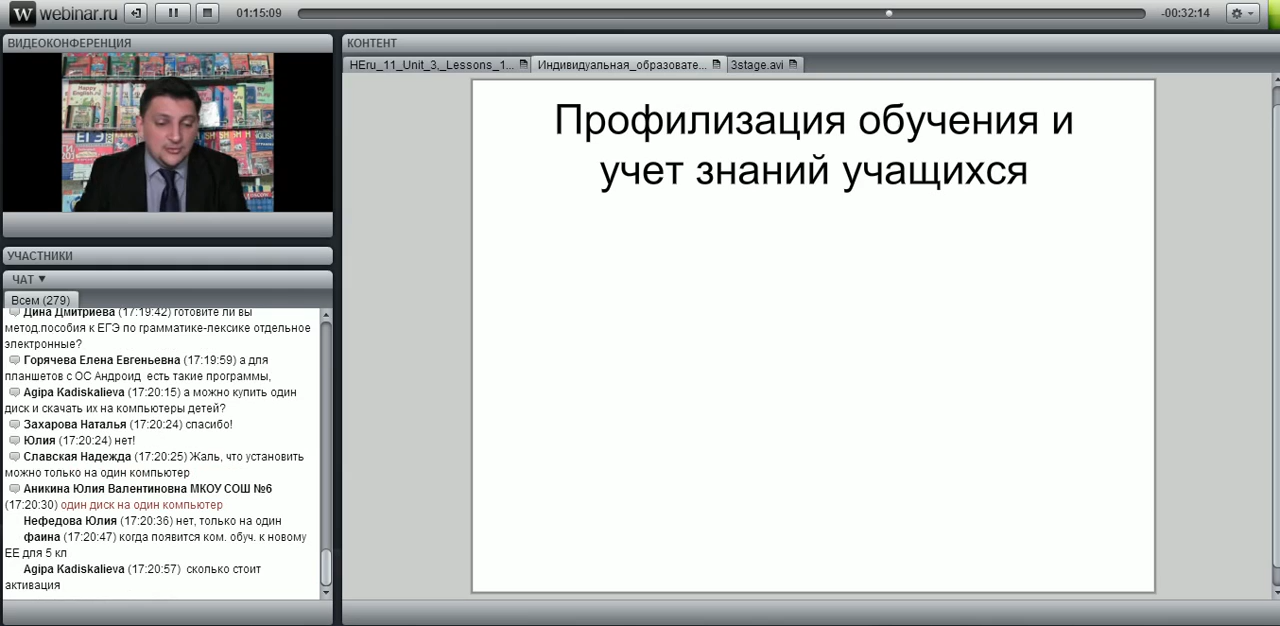 W webinar.ru
01:15:09
-00:32:14
ВИДЕОКОНФЕРЕНЦИЯ
Happy
English.ru
ЕГЭ
УЧАСТНИКИ
ЧАТ
Всем (279)
Дина Дмитриева (17:19:42) готовите ли вы
метод.пособия к ЕГЭ по грамматике-лексике отдельное
электронные?
Горячева Елена Евгеньевна (17:19:59) а для
планшетов с ОС Андроид есть такие программы,
Agipa Kadiskalieva (17:20:15) а можно купить один
диск и скачать их на компьютеры детей?
Захарова Наталья (17:20:24) спасибо!
Юлия (17:20:24) нет!
Славская Надежда (17:20:25) Жаль, что установить
можно только на один компьютер
Аникина Юлия Валентиновна МКОУ СОШ №6
(17:20:30) один диск на один компьютер
Нефедова Юлия (17:20:36) нет, только на один
фаина (17:20:47) когда появится ком. обуч. к новому
ЕЕ для 5 кл
Agipa Kadiskalieva (17:20:57) сколько стоит
активация
КОНТЕНТ
HEru_11_Unit_3._Lessons_1...
Индивидуальная_образовате...
3stage.avi
Профилизация обучения и
учет знаний учащихся